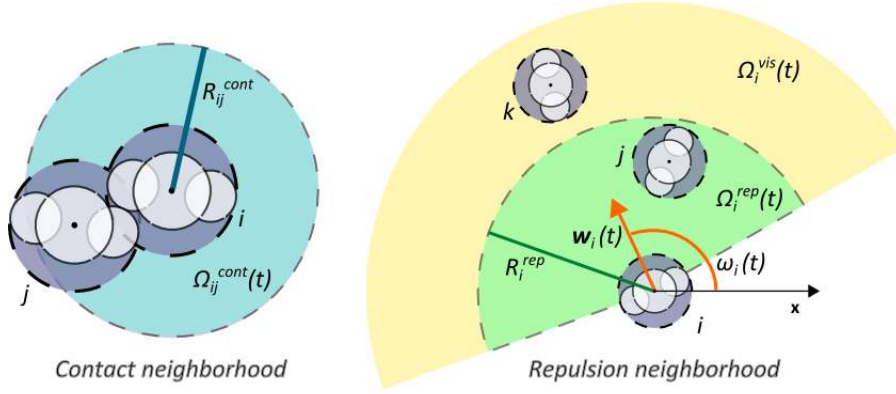 R_ij^cont
i
j
Ω_ij^cont(t)
Contact neighborhood
Ω_i^vis(t)
k
j
Ω_i^rep(t)
w_i(t)
R_i^rep
ω_i(t)
x
i
Repulsion neighborhood